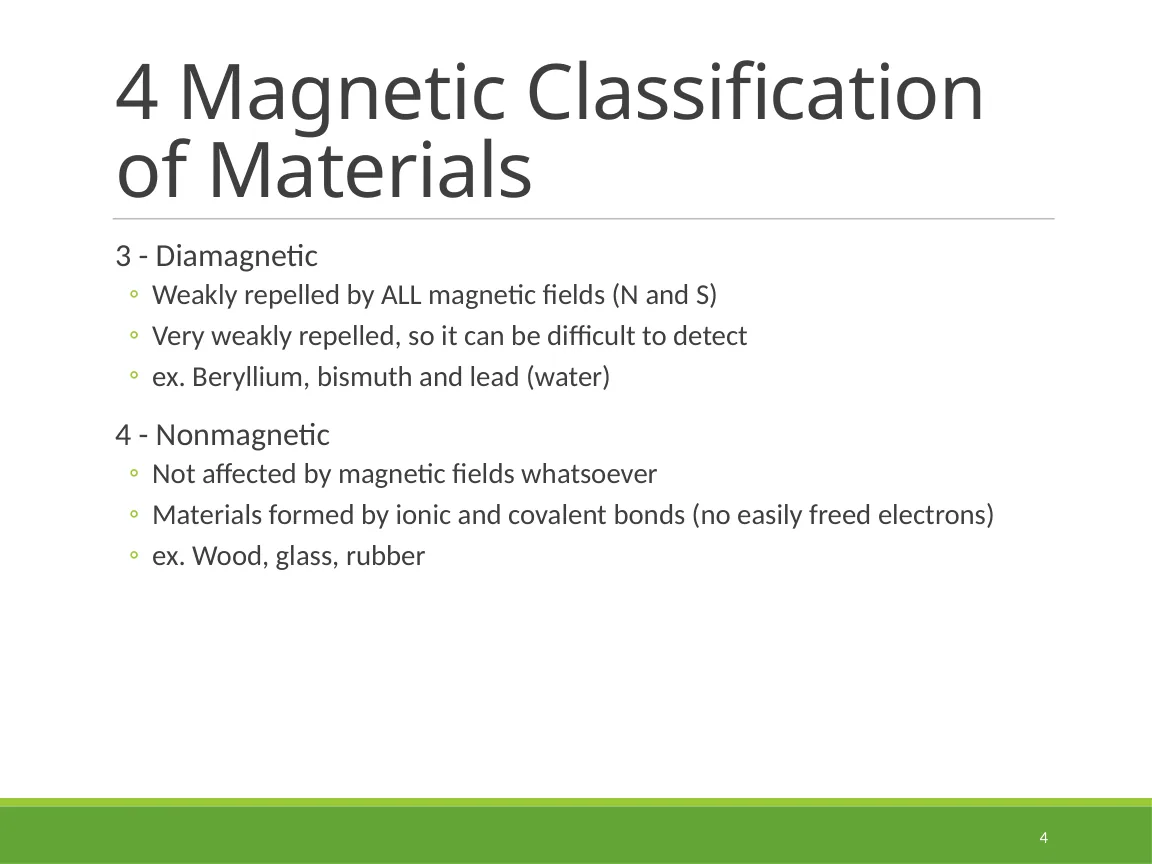 4 Magnetic Classification
of Materials
3 - Diamagnetic
◦ Weakly repelled by ALL magnetic fields (N and S)
◦ Very weakly repelled, so it can be difficult to detect
◦ ex. Beryllium, bismuth and lead (water)
4 - Nonmagnetic
◦ Not affected by magnetic fields whatsoever
◦ Materials formed by ionic and covalent bonds (no easily freed electrons)
◦ ex. Wood, glass, rubber
4